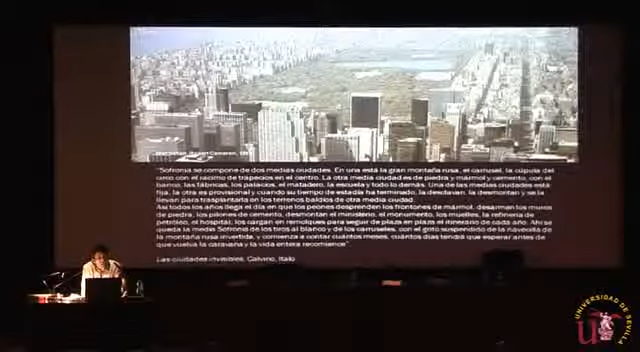 Manhattan, Robert Cameron,
"Sofronia se compone de dos medias ciudades. En una está la gran montaña rusa, el carrusel, la cúpula del
circo con el racimo de trapecios en el centro. La otra media ciudad es de piedra y mármol y cemento, con el
banco, las fábricas, los palacios, el matadero, la escuela y todo lo demás. Una de las medias ciudades está
fija, la otra es provisional y cuando su tiempo de estadía ha terminado, la desclavan, la desmontan y se la
llevan para trasplantarla en los terrenos baldíos de otra media ciudad.
Así todos los años llega el día en que los peones desprenden los frontones de mármol, desarman los muros
de piedra, los pilones de cemento, desmontan el ministerio, el monumento, los muelles, la refinería de
petróleo, el hospital, los cargan en remolques para seguir de plaza en plaza el itinerario de cada año. Ahí se
queda la media Sofronia de los tiros al blanco y de los carruseles, con el grito suspendido de la navecilla de
la montaña rusa invertida, y comienza a contar cuántos meses, cuántos días tendrá que esperar antes de
que vuelva la caravana y la vida entera recomience"
Las ciudades invisibles, Calvino, Italo
UNIVERSIDAD DE SEVILLA
us